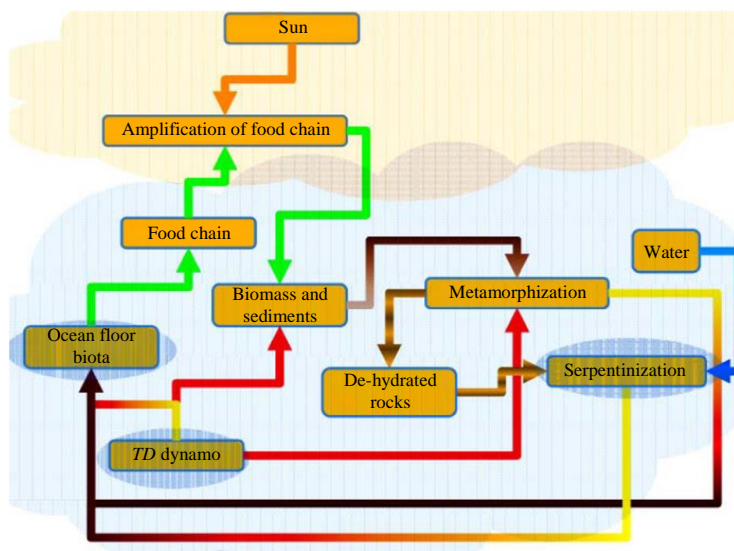 Sun
Amplification of food chain
Food chain
Water
Biomass and
sediments
Metamorphization
Ocean floor
biota
De-hydrated
rocks
Serpentinization
TD dynamo